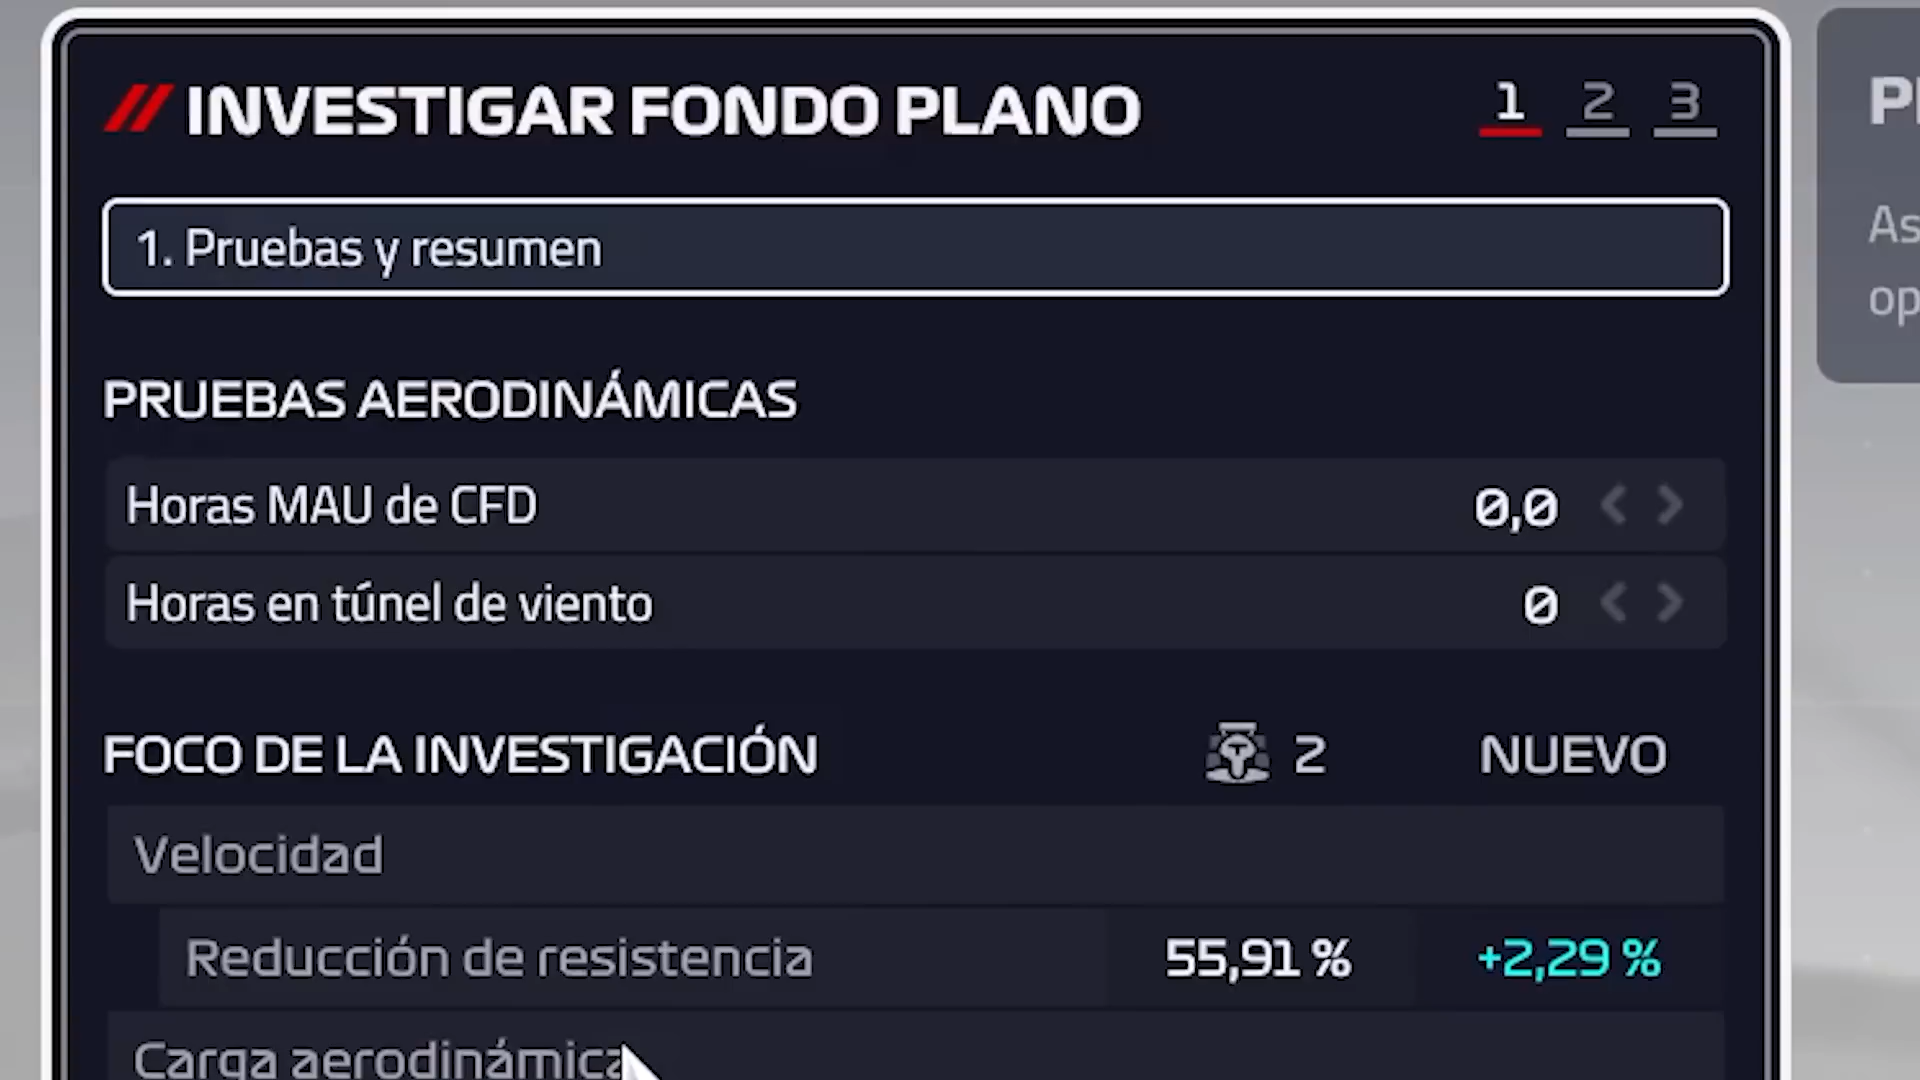 INVESTIGAR FONDO PLANO
1 2 3
1. Pruebas y resumen
PRUEBAS AERODINÁMICAS
Horas MAU de CFD 0,0
Horas en túnel de viento 0
FOCO DE LA INVESTIGACIÓN 2 NUEVO
Velocidad
Reducción de resistencia 55,91 % +2,29 %
Carga aerodinámica
As
op